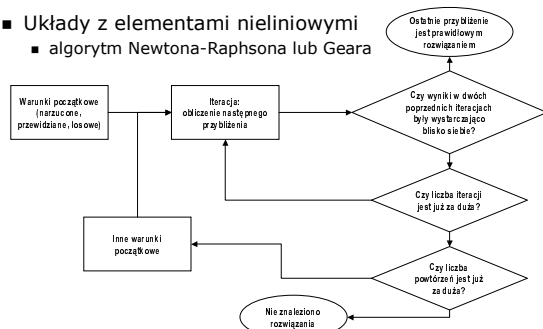 ▪ Układy z elementami nieliniowymi
▪ algorytm Newtona-Raphsona lub Geara
Ostatnie przybliżenie
jest prawidłowym
rozwiązaniem
Warunki początkowe
(narzucone,
przewidziane, losowe)
Iteracja:
obliczenie następnego
przybliżenia
Czy wyniki w dwóch
poprzednich iteracjach
były wystarczająco
blisko siebie?
Czy liczba iteracji
jest już za duża?
Inne warunki
początkowe
Czy liczba
powtórzeń jest już
za duża?
Nie znaleziono
rozwiązania